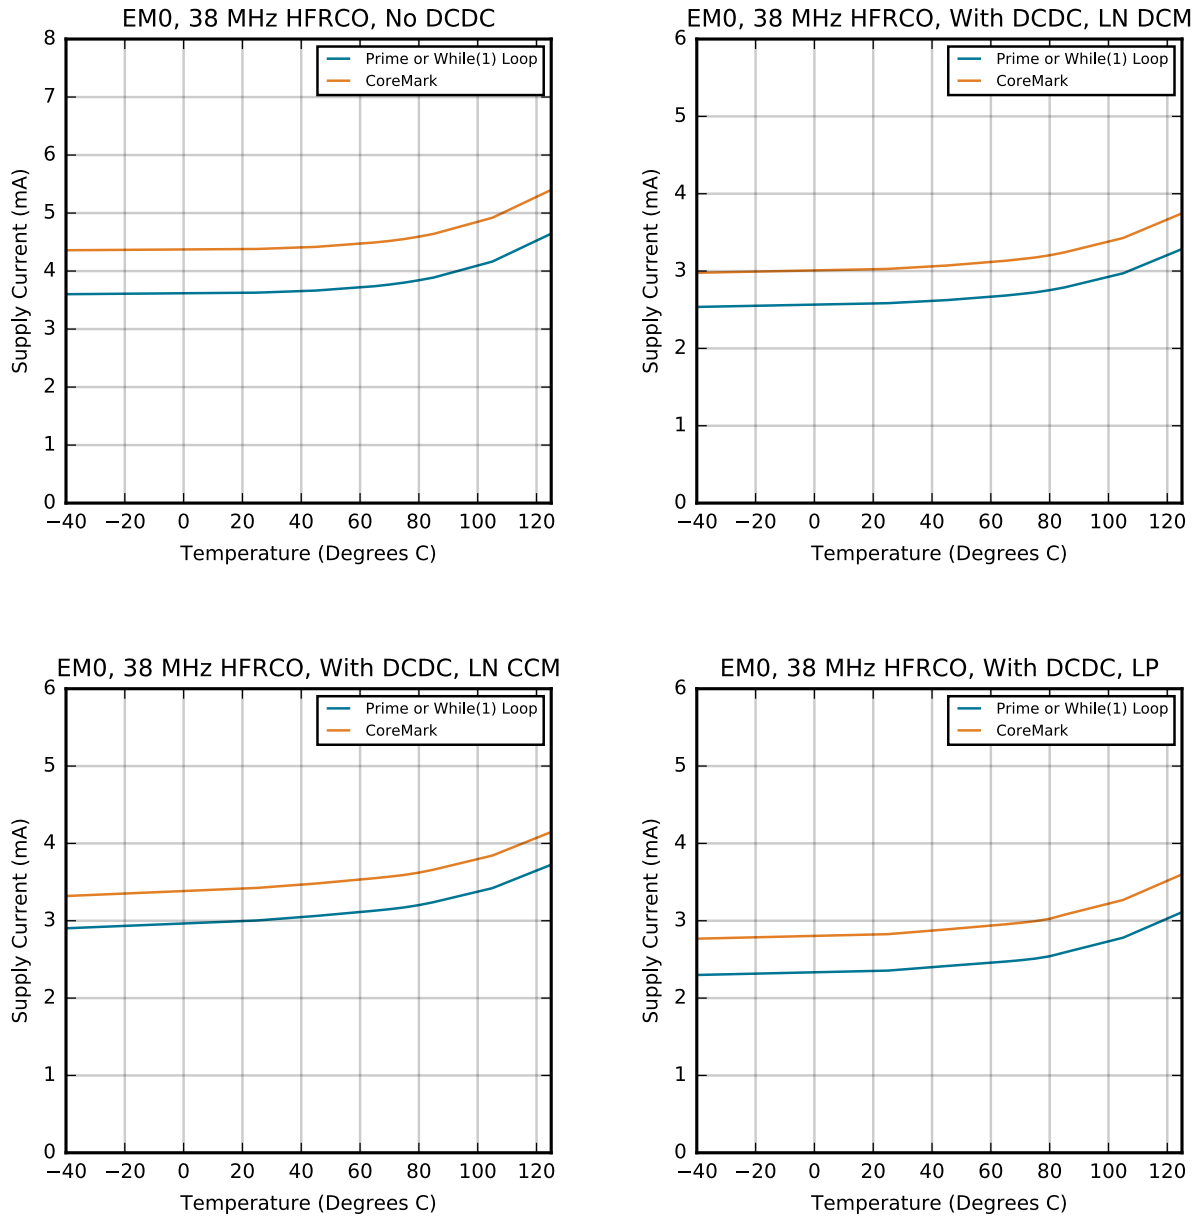 EM0, 38 MHz HFRCO, No DCDC
Prime or While(1) Loop
CoreMark
Supply Current (mA)
8
7
6
5
4
3
2
1
0
−40 −20 0 20 40 60 80 100 120
Temperature (Degrees C)
EM0, 38 MHz HFRCO, With DCDC, LN DCM
Prime or While(1) Loop
CoreMark
Supply Current (mA)
6
5
4
3
2
1
0
−40 −20 0 20 40 60 80 100 120
Temperature (Degrees C)
EM0, 38 MHz HFRCO, With DCDC, LN CCM
Prime or While(1) Loop
CoreMark
Supply Current (mA)
6
5
4
3
2
1
0
−40 −20 0 20 40 60 80 100 120
Temperature (Degrees C)
EM0, 38 MHz HFRCO, With DCDC, LP
Prime or While(1) Loop
CoreMark
Supply Current (mA)
6
5
4
3
2
1
0
−40 −20 0 20 40 60 80 100 120
Temperature (Degrees C)